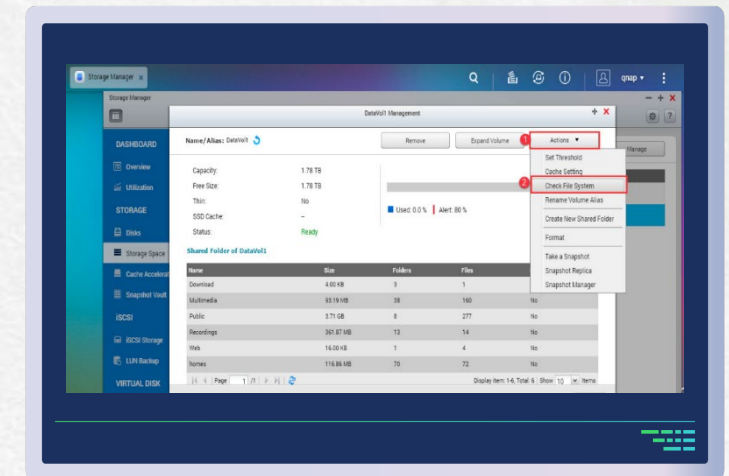 Storage Manager x
qnap
Storage Manager
DataVol1 Management
DASHBOARD
Name/Alias: DataVol1
Remove
Expand Volume
1
Actions
Manage
Overview
Utilization
STORAGE
Disks
Storage Space
Cache Accelerat
Snapshot Vault
iSCSI
iSCSI Storage
LUN Backup
VIRTUAL DISK
Capacity: 1.78 TB
Free Size: 1.78 TB
Thin: No
SSD Cache: --
Status: Ready
Used: 0.0 % Alert: 80 %
Set Threshold
Cache Setting
2
Check File System
Rename Volume Alias
Create New Shared Folder
Format
Take a Snapshot
Snapshot Replica
Snapshot Manager
Shared Folder of DataVol1
Name Size Folders Files
Download 4.00 KB 3 1
Multimedia 93.19 MB 38 160 No
Public 3.71 GB 8 277 No
Recordings 361.87 MB 13 14 No
Web 16.00 KB 1 4 No
homes 116.86 MB 70 72 No
Page 1 /1
Display item: 1-6, Total: 6 Show 10 Items